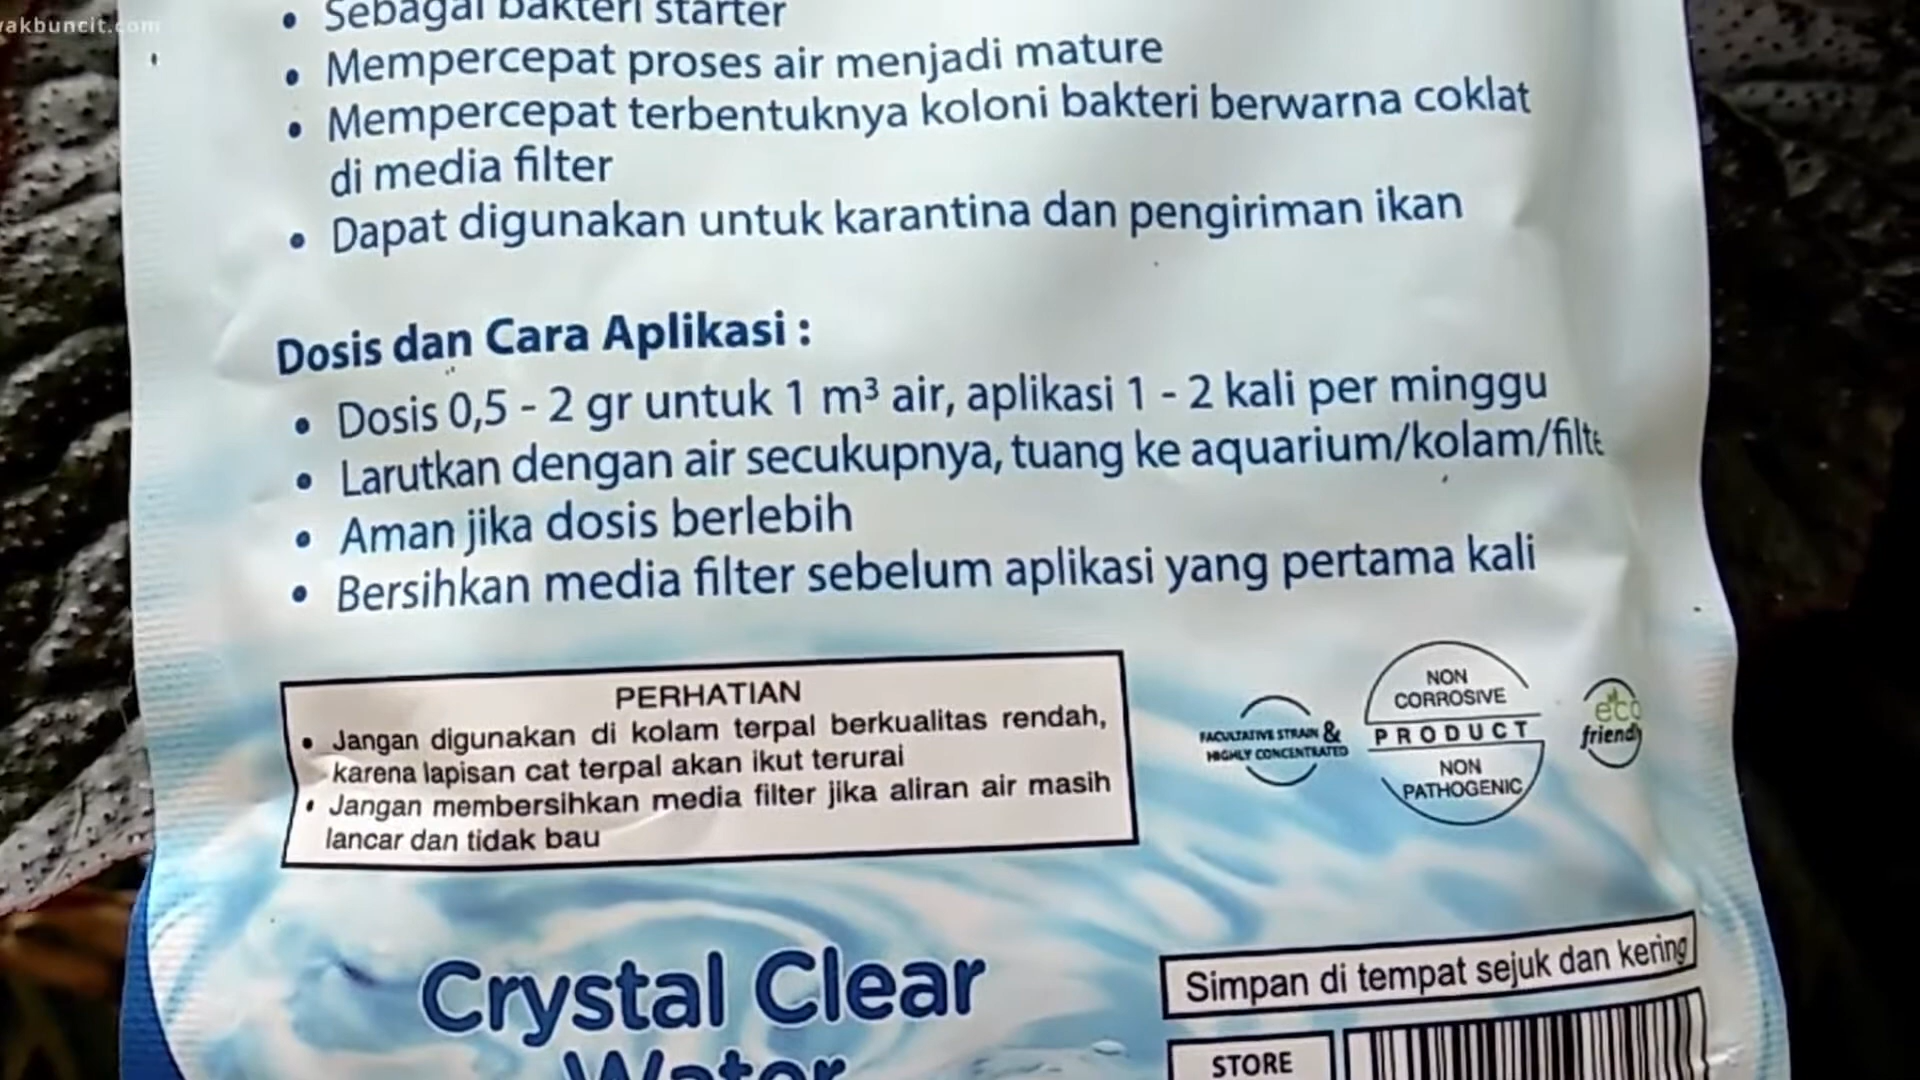 akbuncit.com
• Sebagai bakteri starter
• Mempercepat proses air menjadi mature
• Mempercepat terbentuknya koloni bakteri berwarna coklat
di media filter
• Dapat digunakan untuk karantina dan pengiriman ikan
Dosis dan Cara Aplikasi :
• Dosis 0,5 - 2 gr untuk 1 m³ air, aplikasi 1 - 2 kali per minggu
• Larutkan dengan air secukupnya, tuang ke aquarium/kolam/filte
• Aman jika dosis berlebih
• Bersihkan media filter sebelum aplikasi yang pertama kali
PERHATIAN
• Jangan digunakan di kolam terpal berkualitas rendah,
karena lapisan cat terpal akan ikut terurai
• Jangan membersihkan media filter jika aliran air masih
lancar dan tidak bau
FACULTATIVE STRAIN &
HIGHLY CONCENTRATED
NON
CORROSIVE
PRODUCT
NON
PATHOGENIC
eco
friendly
Crystal Clear
Water
Simpan di tempat sejuk dan kering
STORE